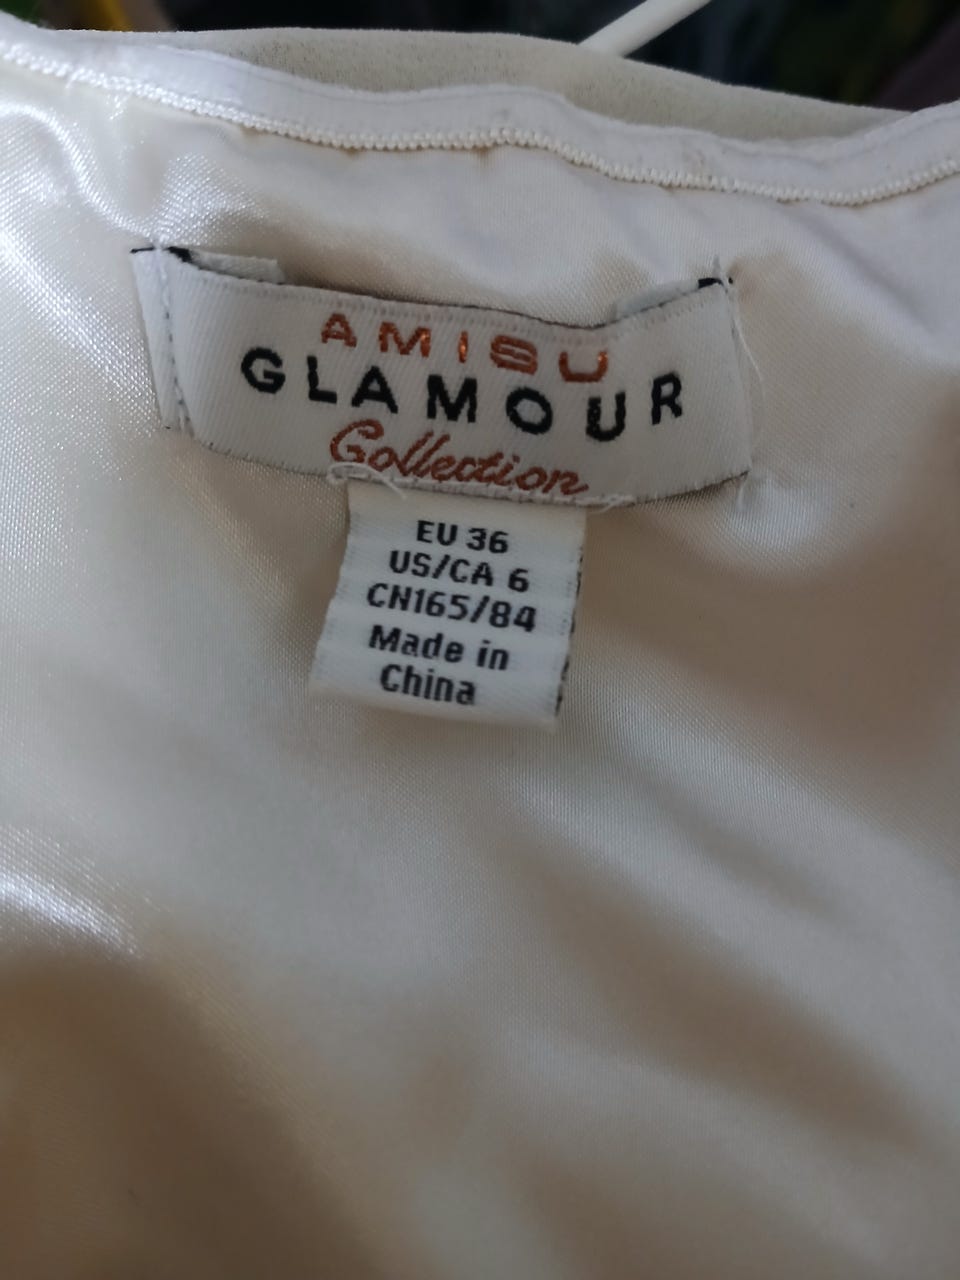 AMISU
GLAMOUR
Collection
EU 36
US/CA 6
CN165/84
Made in
China